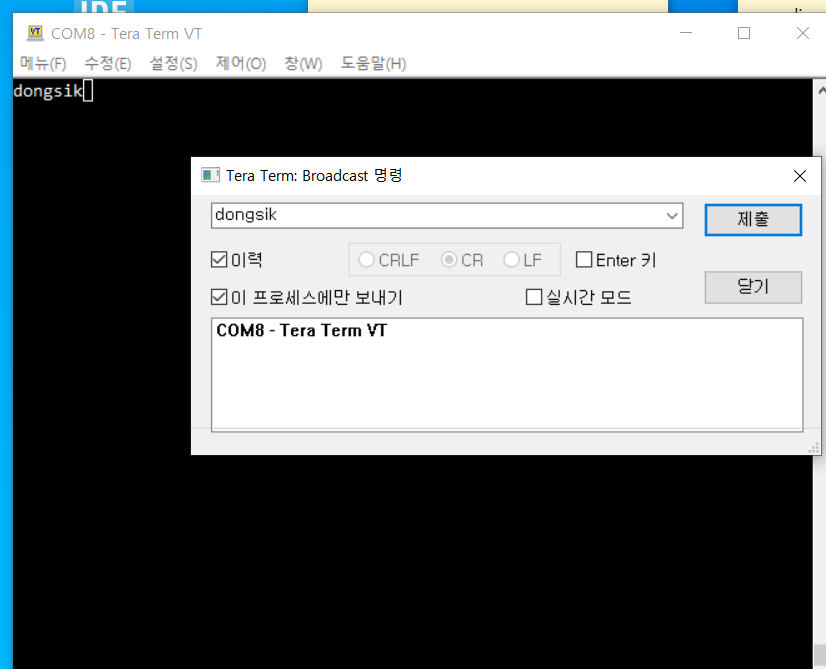 IDE
COM8 - Tera Term VT
메뉴(F) 수정(E) 설정(S) 제어(O) 창(W) 도움말(H)
dongsik
Tera Term: Broadcast 명령
dongsik
제출
이력 CRLF CR LF Enter 키
닫기
이 프로세스에만 보내기 실시간 모드
COM8 - Tera Term VT